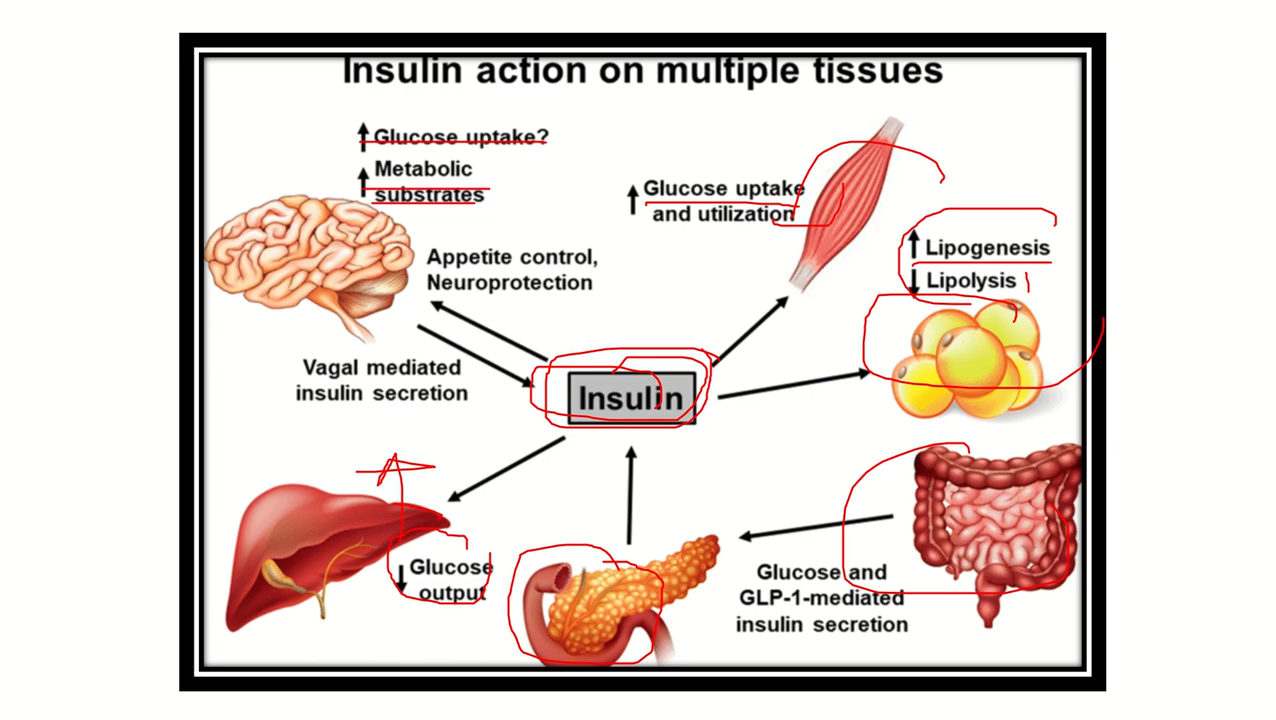 Insulin action on multiple tissues
↑ Glucose uptake?
↑ Metabolic
substrates
↑ Glucose uptake
and utilization
↑ Lipogenesis
↓ Lipolysis
Appetite control,
Neuroprotection
Vagal mediated
insulin secretion
Insulin
↓ Glucose
output
Glucose and
GLP-1-mediated
insulin secretion